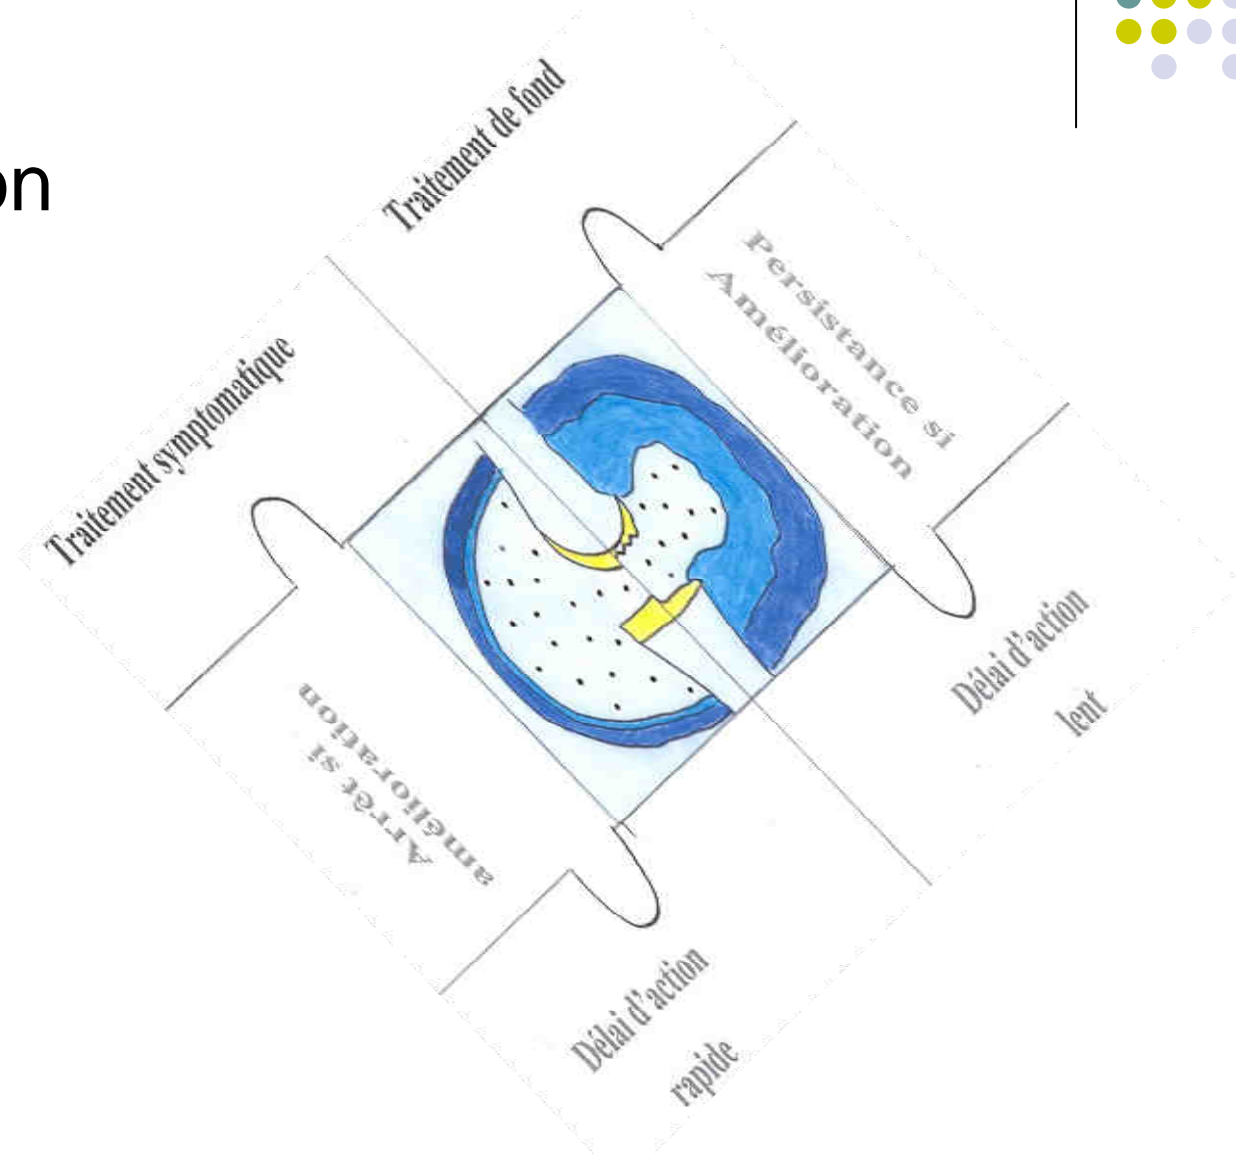 on
Traitement de fond
Persistance si
Amélioration
Traitement symptomatique
Délai d'action
lent
Arrêt si
amélioration
Délai d'action
rapide